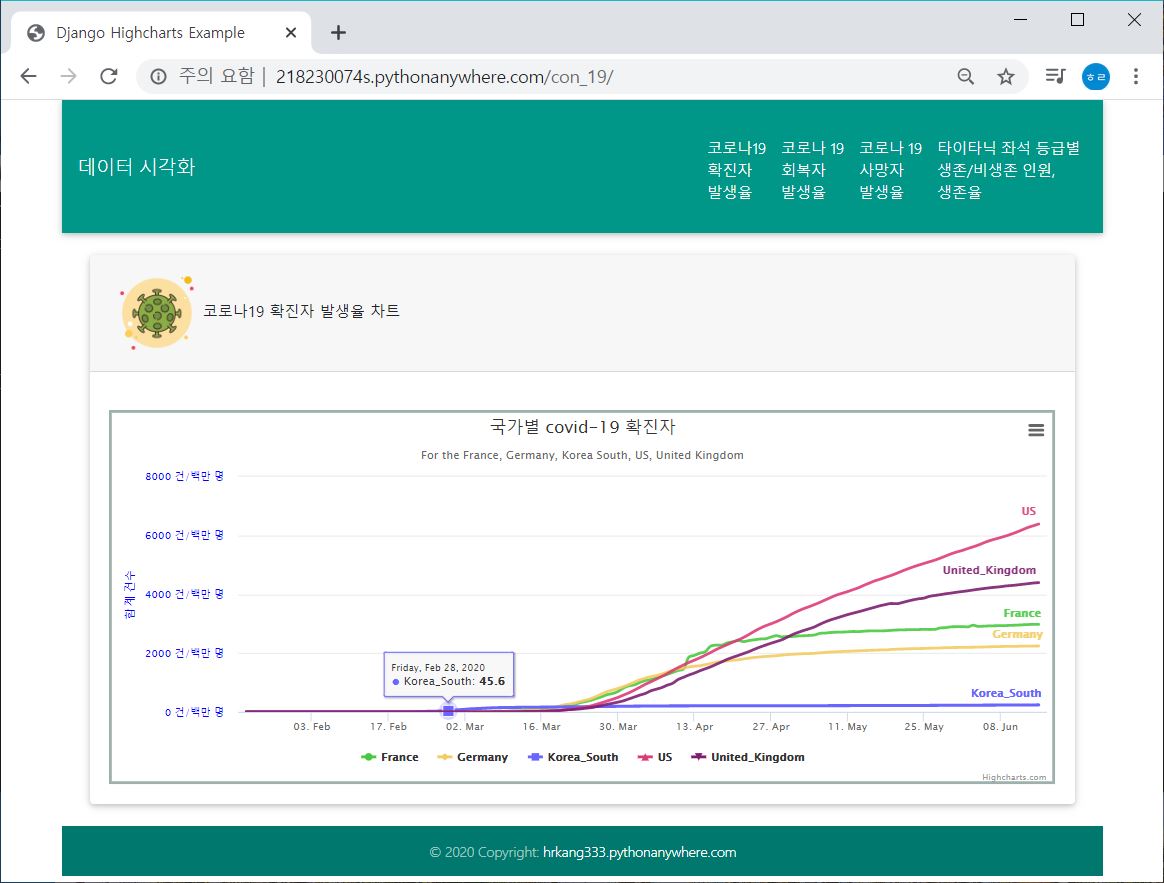 Django Highcharts Example
주의 요함 | 218230074s.pythonanywhere.com/con_19/
ㅎㄹ
데이터 시각화
코로나19 확진자 발생율
코로나 19 회복자 발생율
코로나 19 사망자 발생율
타이타닉 좌석 등급별 생존/비생존 인원, 생존율
코로나19 확진자 발생율 차트
국가별 covid-19 확진자
For the France, Germany, Korea South, US, United Kingdom
8000 건/백만 명
6000 건/백만 명
4000 건/백만 명
2000 건/백만 명
0 건/백만 명
합계 건수
US
United_Kingdom
France
Germany
Korea_South
Friday, Feb 28, 2020
Korea_South: 45.6
03. Feb 17. Feb 02. Mar 16. Mar 30. Mar 13. Apr 27. Apr 11. May 25. May 08. Jun
France Germany Korea_South US United_Kingdom
Highcharts.com
© 2020 Copyright: hrkang333.pythonanywhere.com